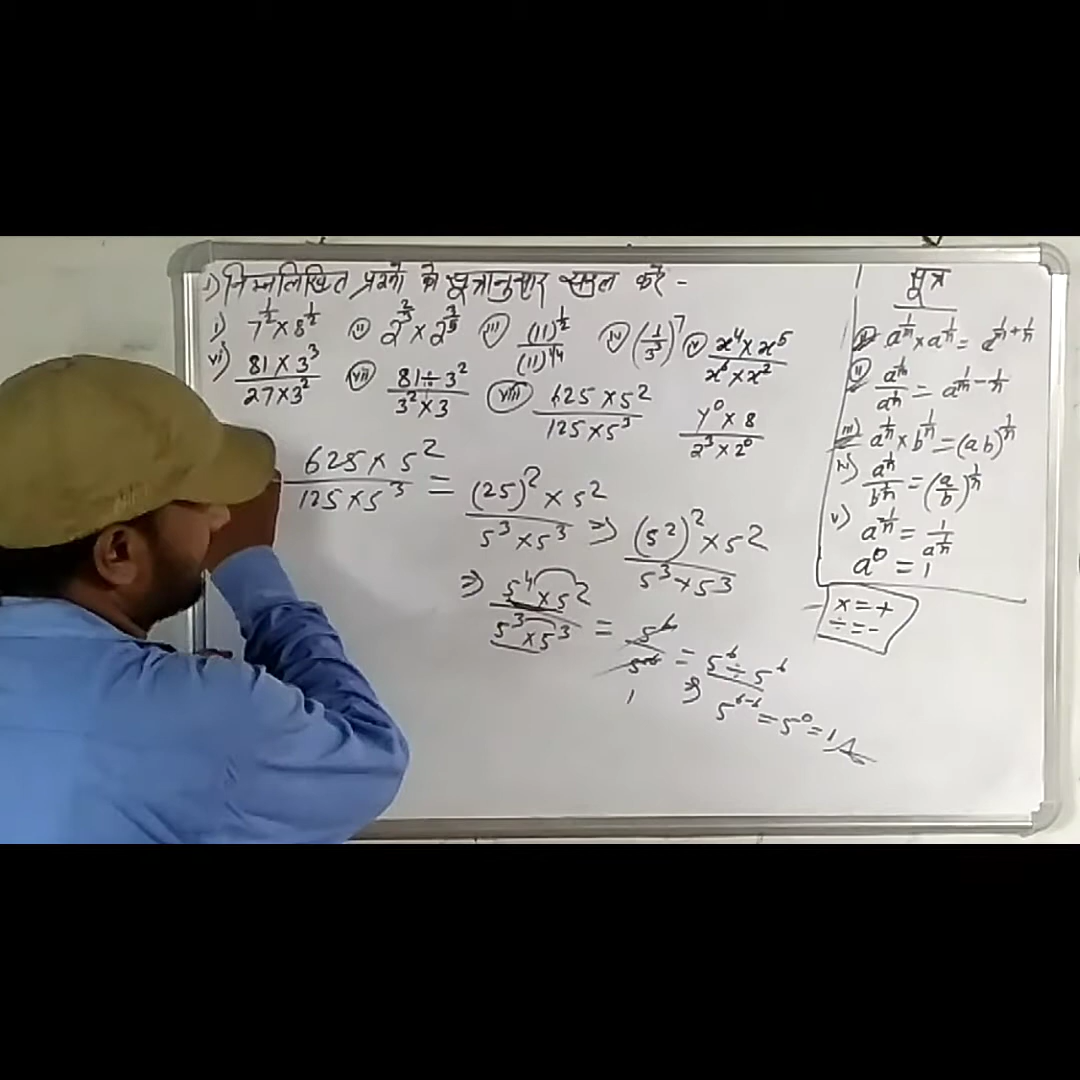 1) निम्नलिखित प्रश्नों को सूत्रानुसार सरल करें -
i) 7^(1/2) × 8^(1/2) (ii) 2^(2/3) × 2^(3/5) (iii) (11)^(1/2) / (11)^(1/4) (iv) (1/3^3)^7 (v) x^4 × x^5 / x^6 × x^2
vi) 81 × 3^3 / 27 × 3^2 (vii) 81 ÷ 3^2 / 3^2 × 3 (viii) 625 × 5^2 / 125 × 5^3 y^0 × 8 / 2^3 × 2^0
625 × 5^2 / 125 × 5^3 = (25)^2 × 5^2 / 5^3 × 5^3 ⇒ (5^2)^2 × 5^2 / 5^3 × 5^3
⇒ 5^4 × 5^2 / 5^3 × 5^3 = 5^6 / 5^6 = 5^6 ÷ 5^6
1 ⇒ 5^(6-6) = 5^0 = 1
सूत्र
i) a^(1/n) × a^(1/n) = a^(1/n + 1/n)
ii) a^(1/n) / a^(1/n) = a^(1/n - 1/n)
iii) a^(1/n) × b^(1/n) = (ab)^(1/n)
iv) a^(1/n) / b^(1/n) = (a/b)^(1/n)
v) a^(-1/n) = 1 / a^(1/n)
a^0 = 1
× = +
÷ = -